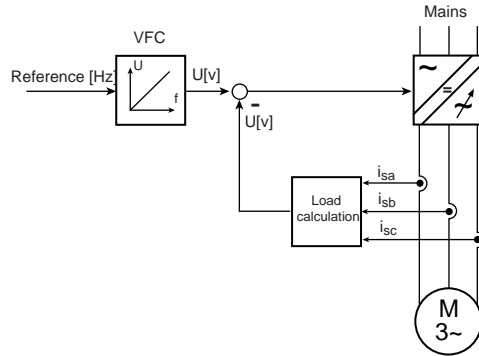 Mains
VFC
Reference [Hz]
U
f
U[v]
~
=
~
-
U[v]
Load
calculation
isa
isb
isc
M
3~